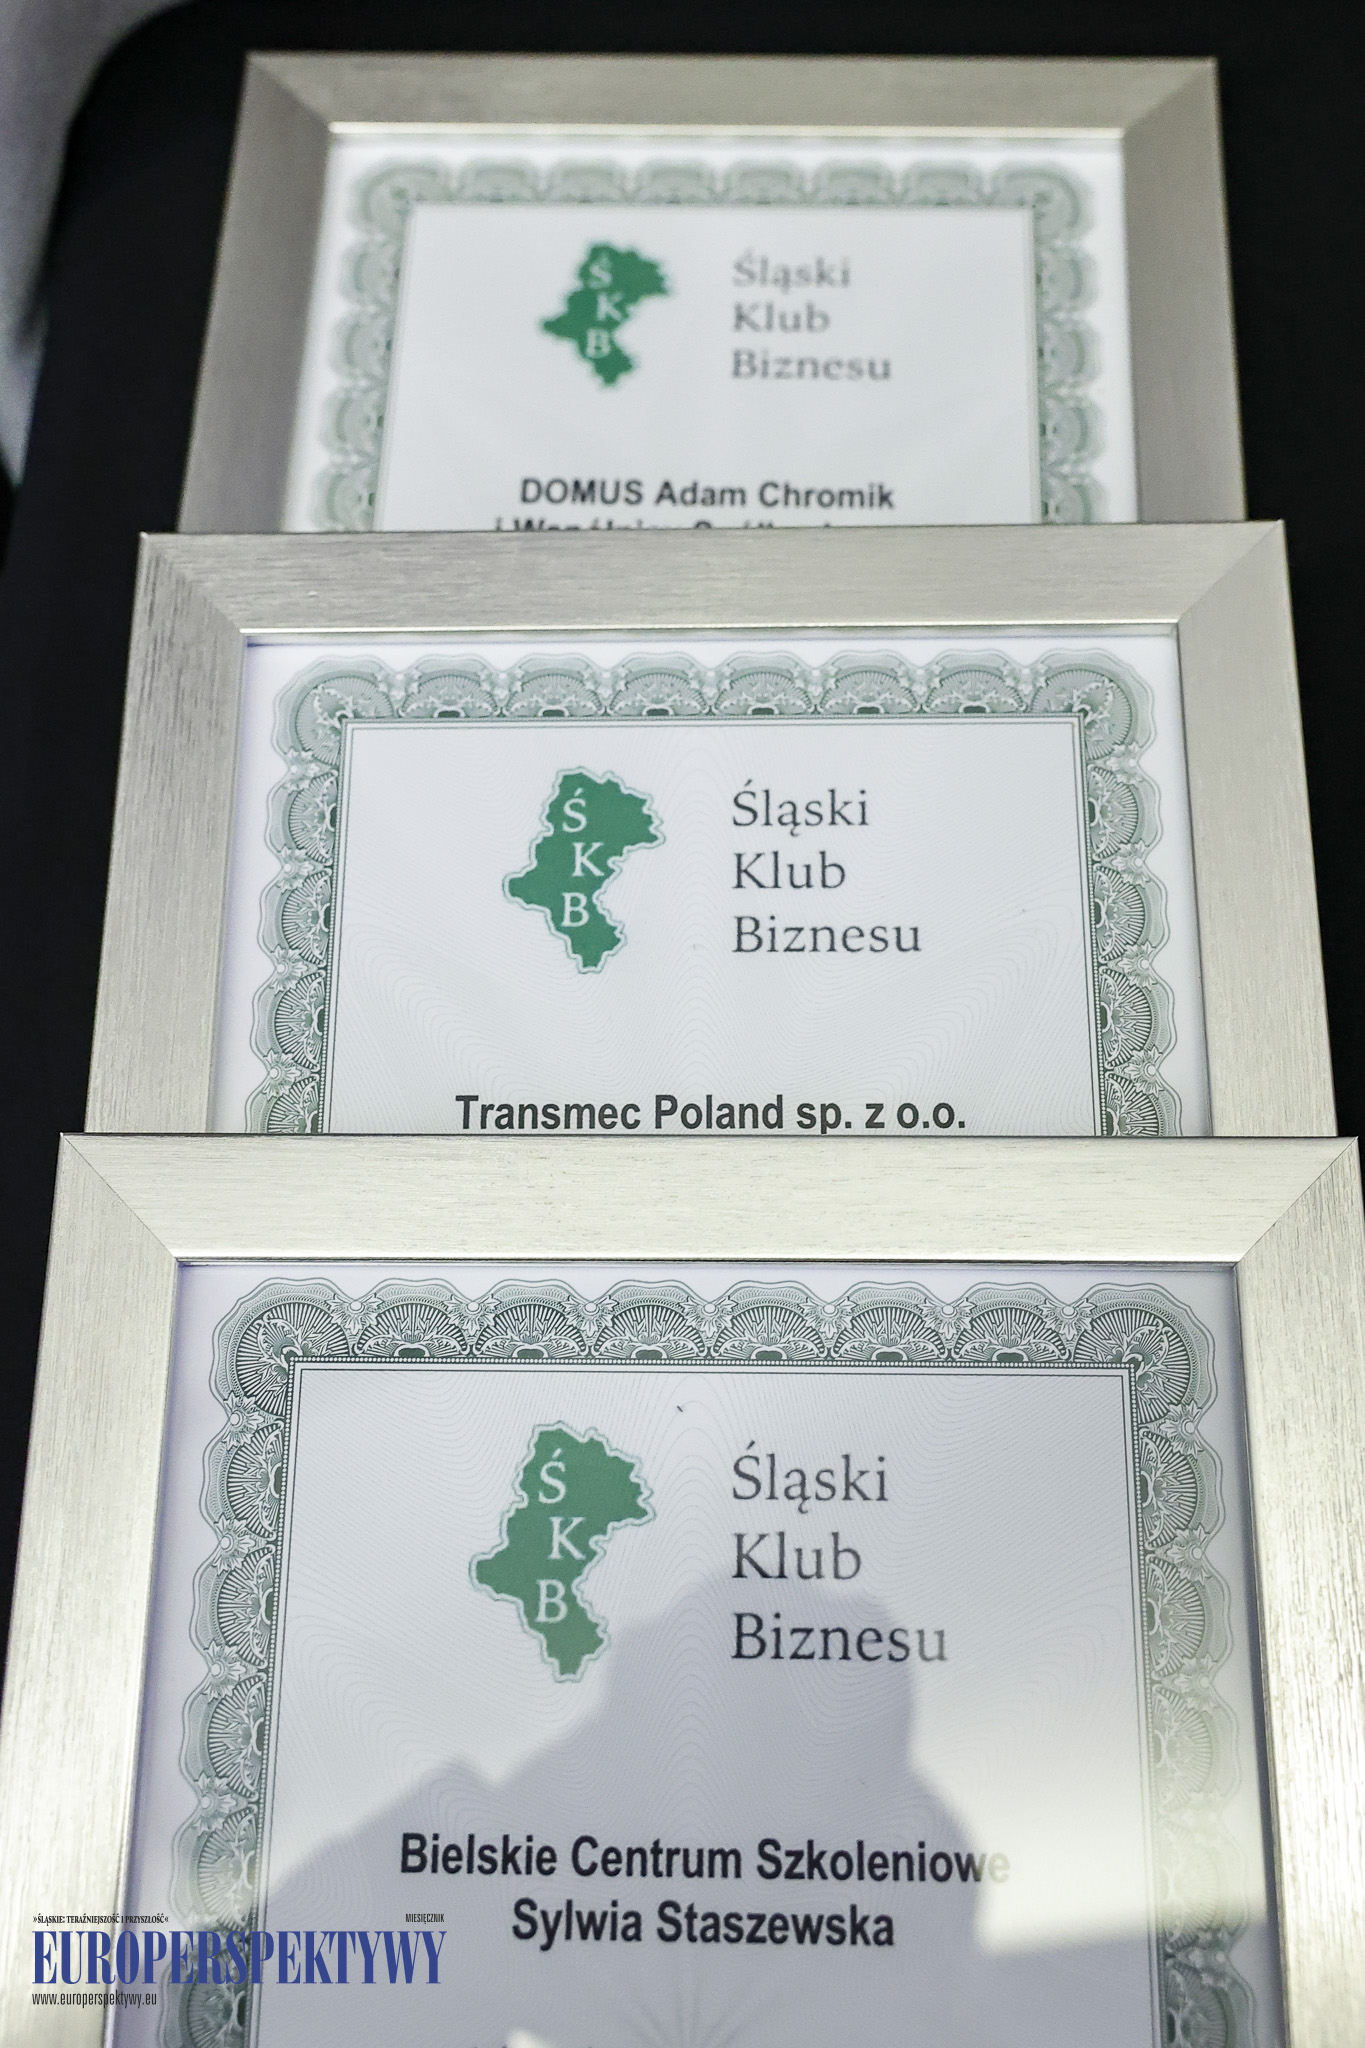 Ś
K
B
Śląski
Klub
Biznesu
DOMUS Adam Chromik
Ś
K
B
Śląski
Klub
Biznesu
Transmec Poland sp. z o.o.
Ś
K
B
Śląski
Klub
Biznesu
Bielskie Centrum Szkoleniowe
Sylwia Staszewska
»ŚLĄSKIE: TERAŹNIEJSZOŚĆ I PRZYSZŁOŚĆ« MIESIĘCZNIK
EUROPERSPEKTYWY
www.europerspektywy.eu